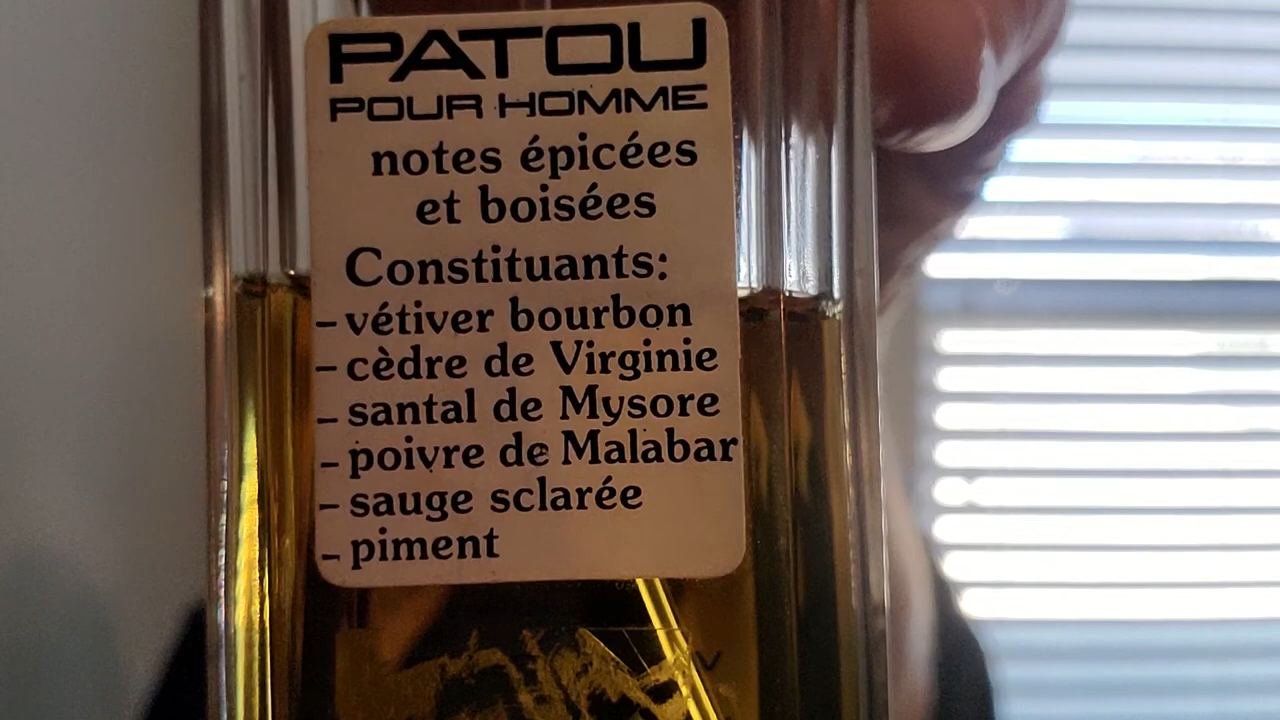 PATOU
POUR HOMME
notes épicées
et boisées
Constituants:
- vétiver bourbon
- cèdre de Virginie
- santal de Mysore
- poivre de Malabar
- sauge sclarée
- piment